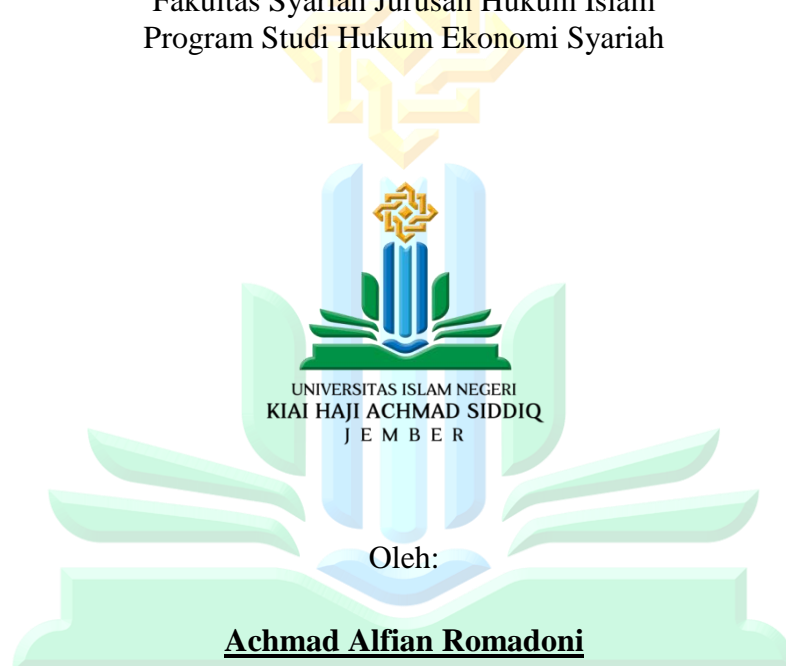 Fakultas Syariah Jurusan Hukum Islam
Program Studi Hukum Ekonomi Syariah
UNIVERSITAS ISLAM NEGERI
KIAI HAJI ACHMAD SIDDIQ
JEMBER
Oleh:
Achmad Alfian Romadoni